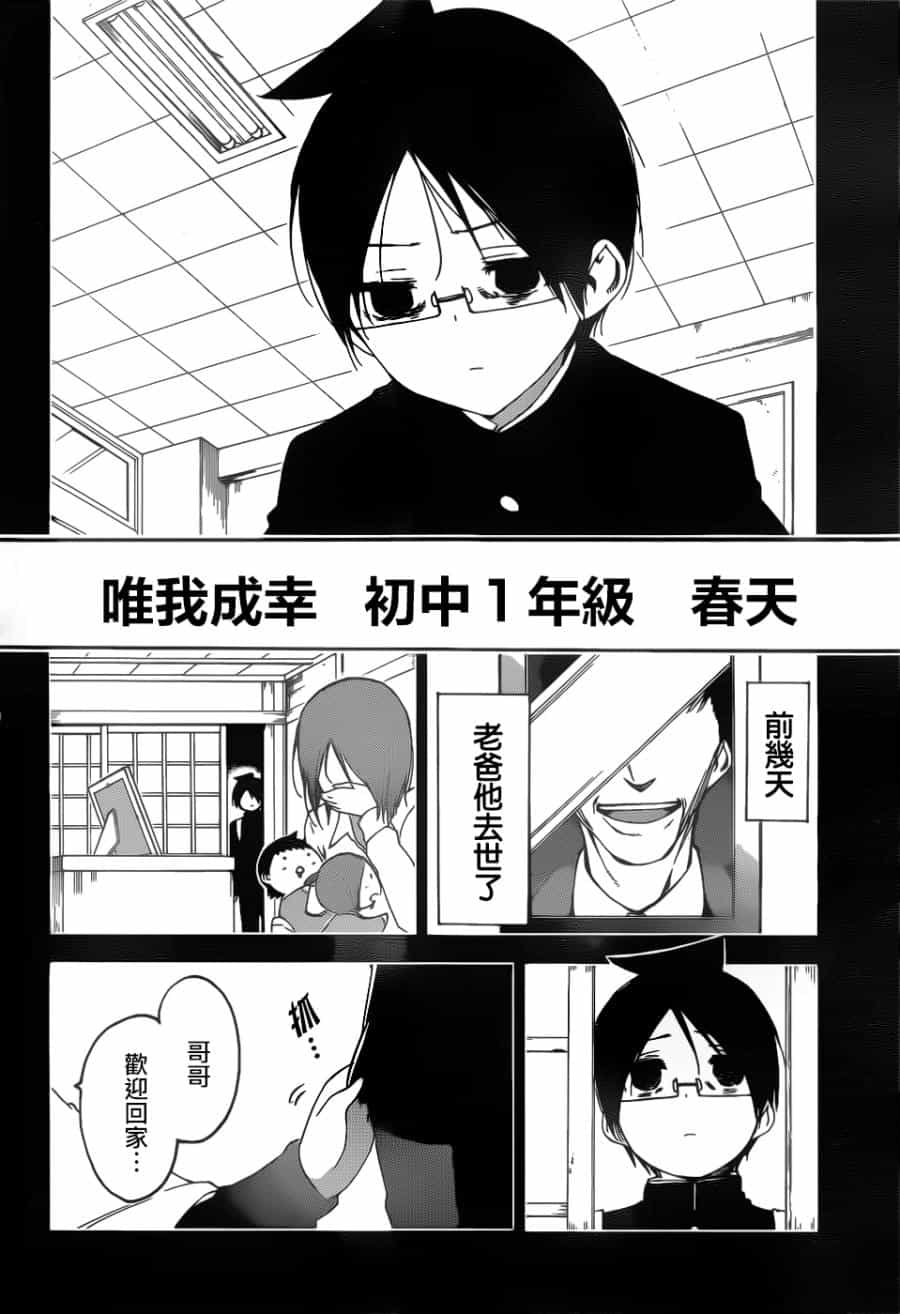 唯我成幸 初中1年級 春天
前幾天
老爸他去世了
抓…
哥哥
歡迎回家…